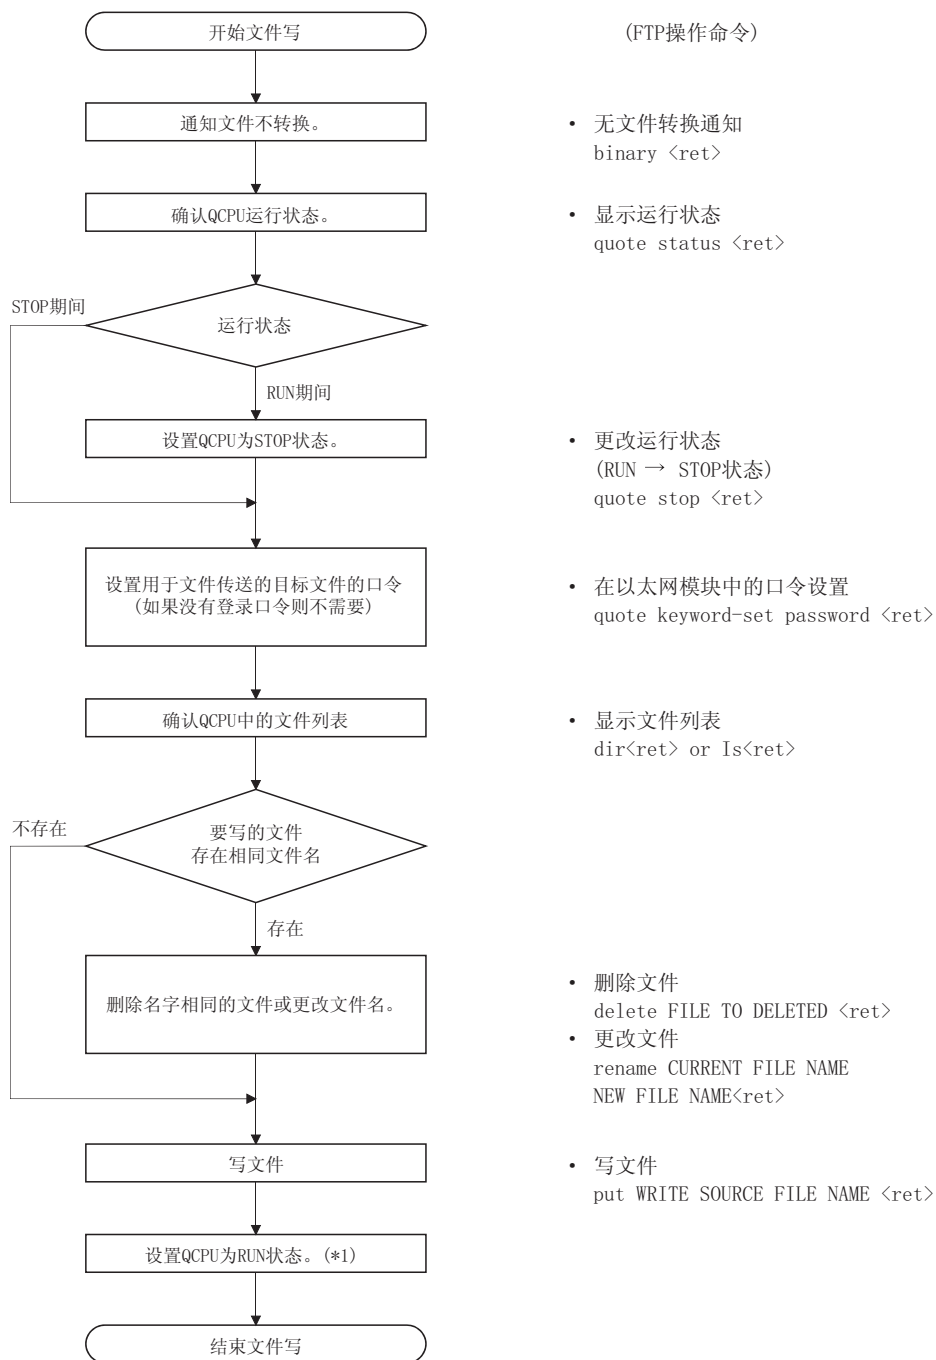 开始文件写
(FTP操作命令)
通知文件不转换。
• 无文件转换通知
binary <ret>
确认QCPU运行状态。
• 显示运行状态
quote status <ret>
STOP期间
运行状态
RUN期间
设置QCPU为STOP状态。
• 更改运行状态
(RUN → STOP状态)
quote stop <ret>
设置用于文件传送的目标文件的口令
(如果没有登录口令则不需要)
• 在以太网模块中的口令设置
quote keyword-set password <ret>
确认QCPU中的文件列表
• 显示文件列表
dir<ret> or Is<ret>
不存在
要写的文件
存在相同文件名
存在
删除名字相同的文件或更改文件名。
• 删除文件
delete FILE TO DELETED <ret>
• 更改文件
rename CURRENT FILE NAME
NEW FILE NAME<ret>
写文件
• 写文件
put WRITE SOURCE FILE NAME <ret>
设置QCPU为RUN状态。(*1)
结束文件写